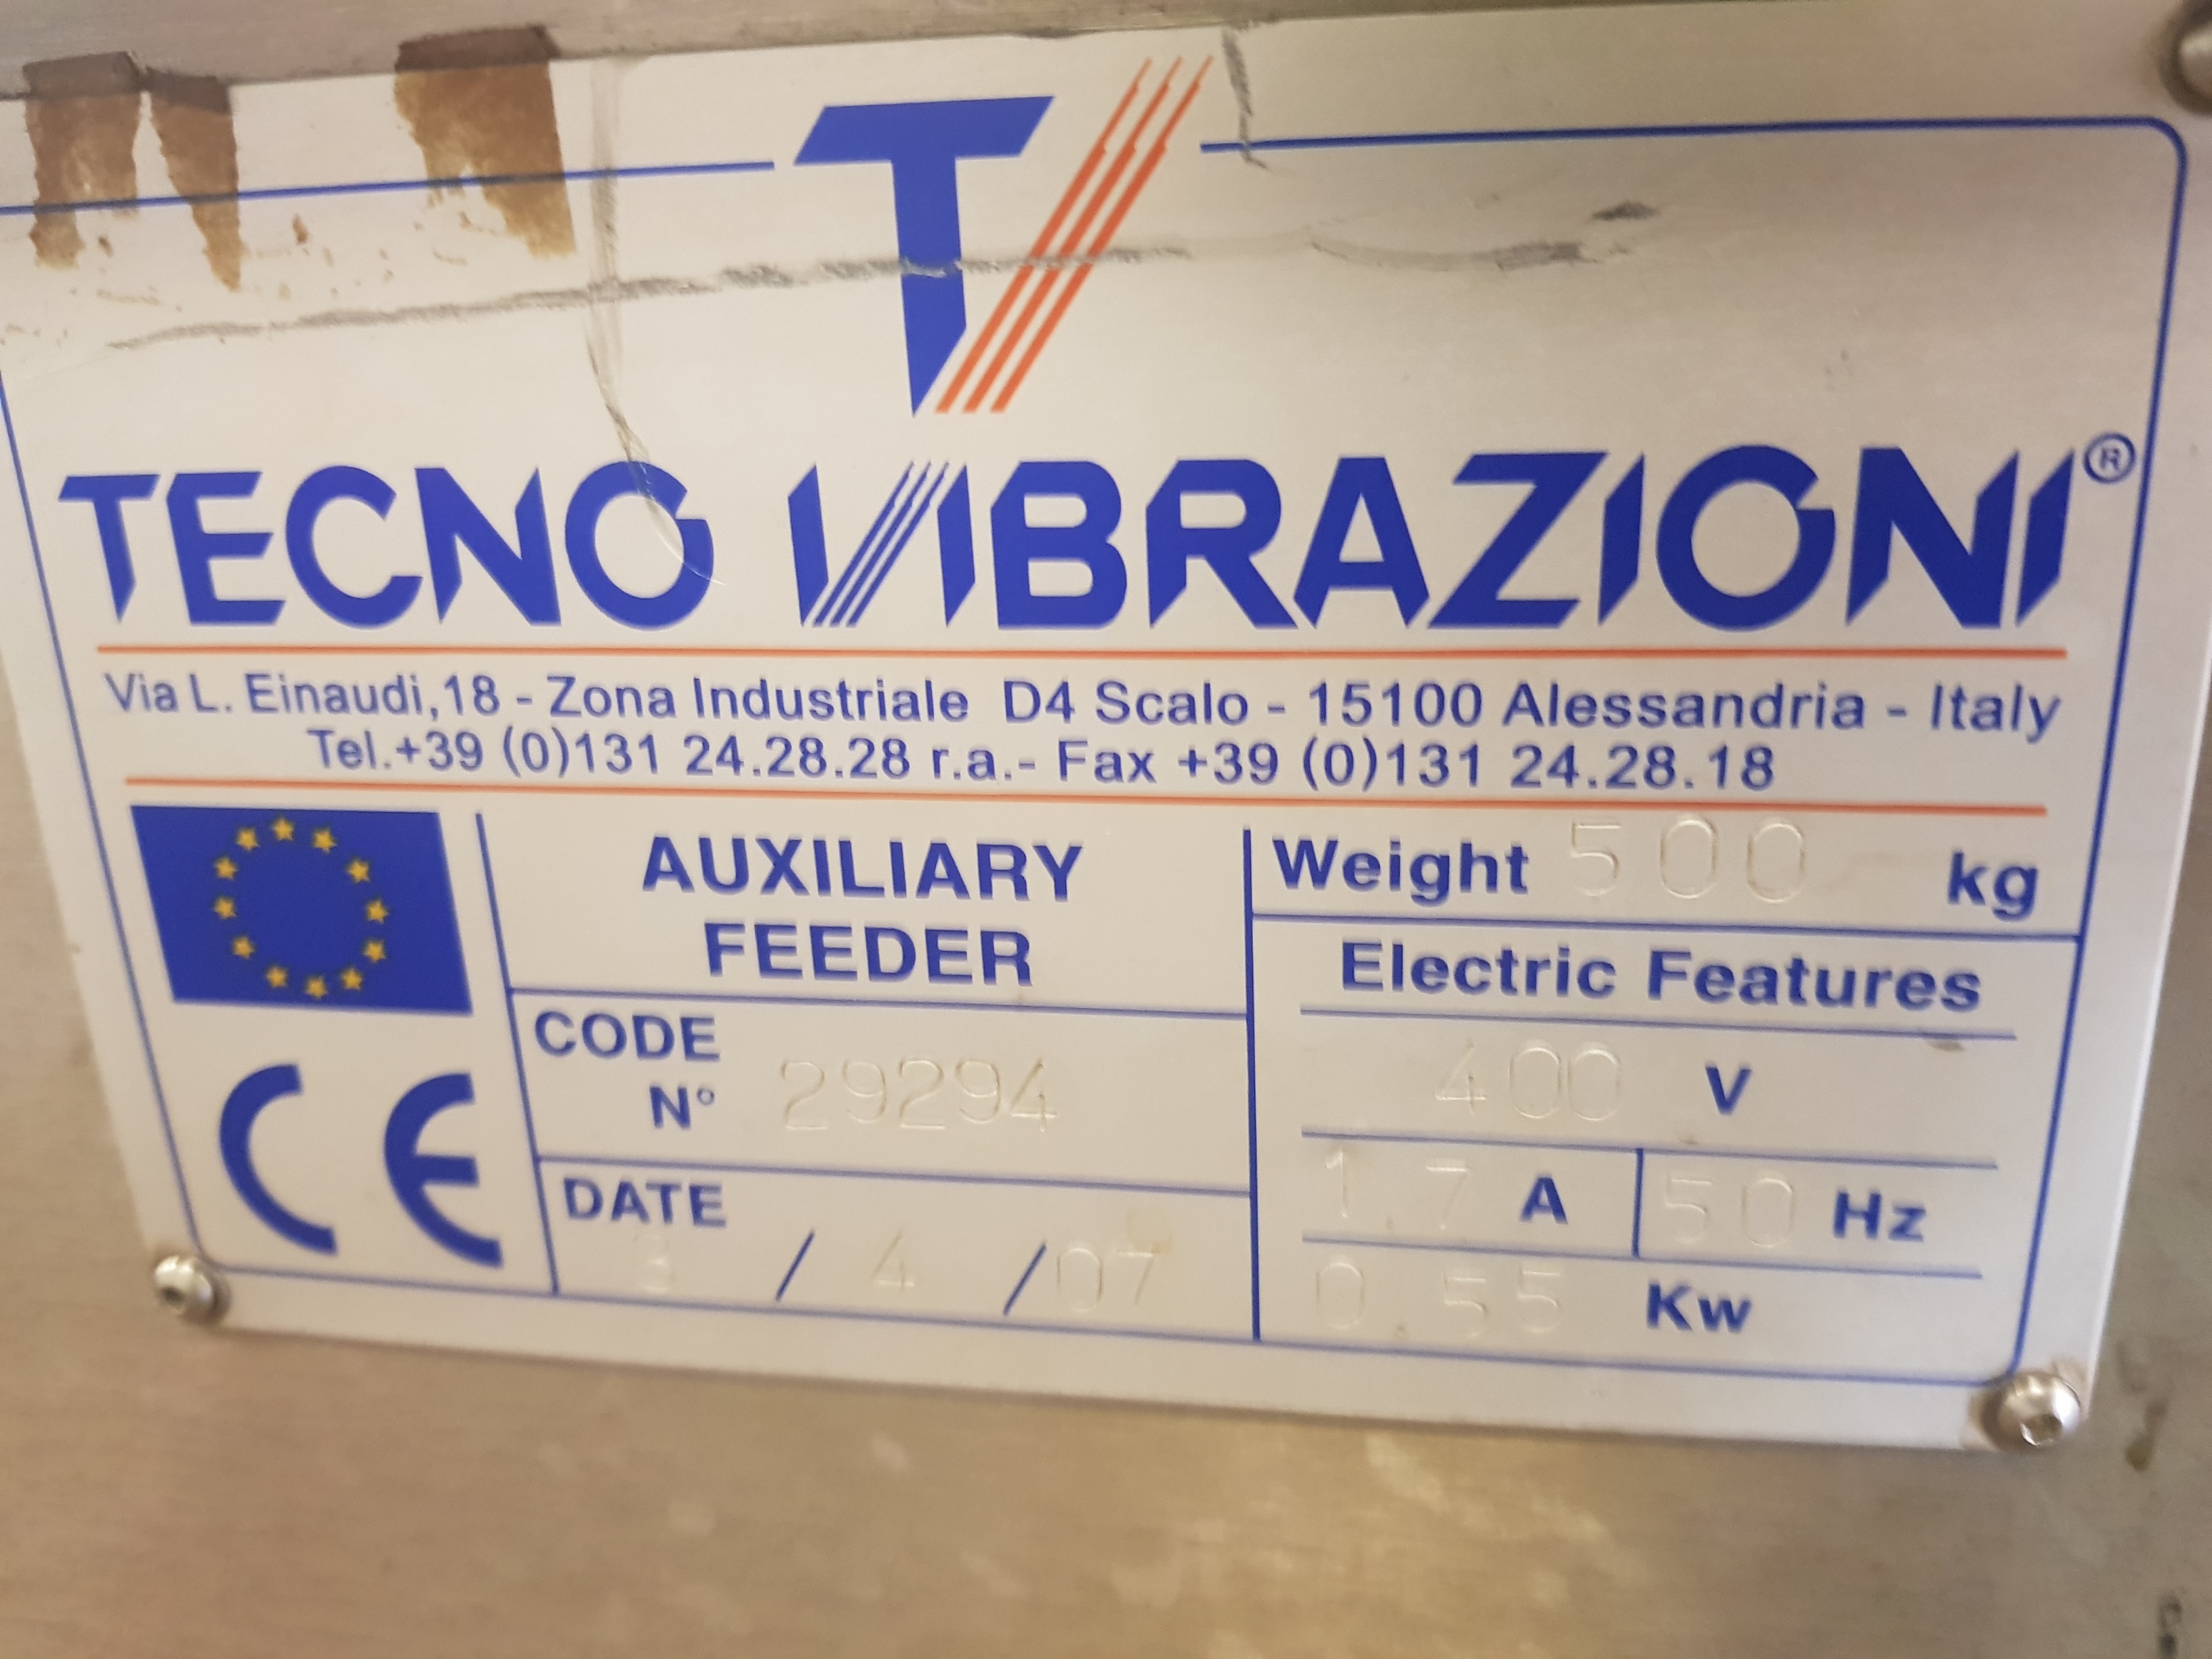 TV
TECNO VIBRAZIONI®
Via L. Einaudi,18 - Zona Industriale D4 Scalo - 15100 Alessandria - Italy
Tel.+39 (0)131 24.28.28 r.a.- Fax +39 (0)131 24.28.18
AUXILIARY
FEEDER
CODE
N° 29294
DATE
3 / 4 / 07
CE
Weight 500 kg
Electric Features
400 V
1.7 A 50 Hz
0.55 Kw